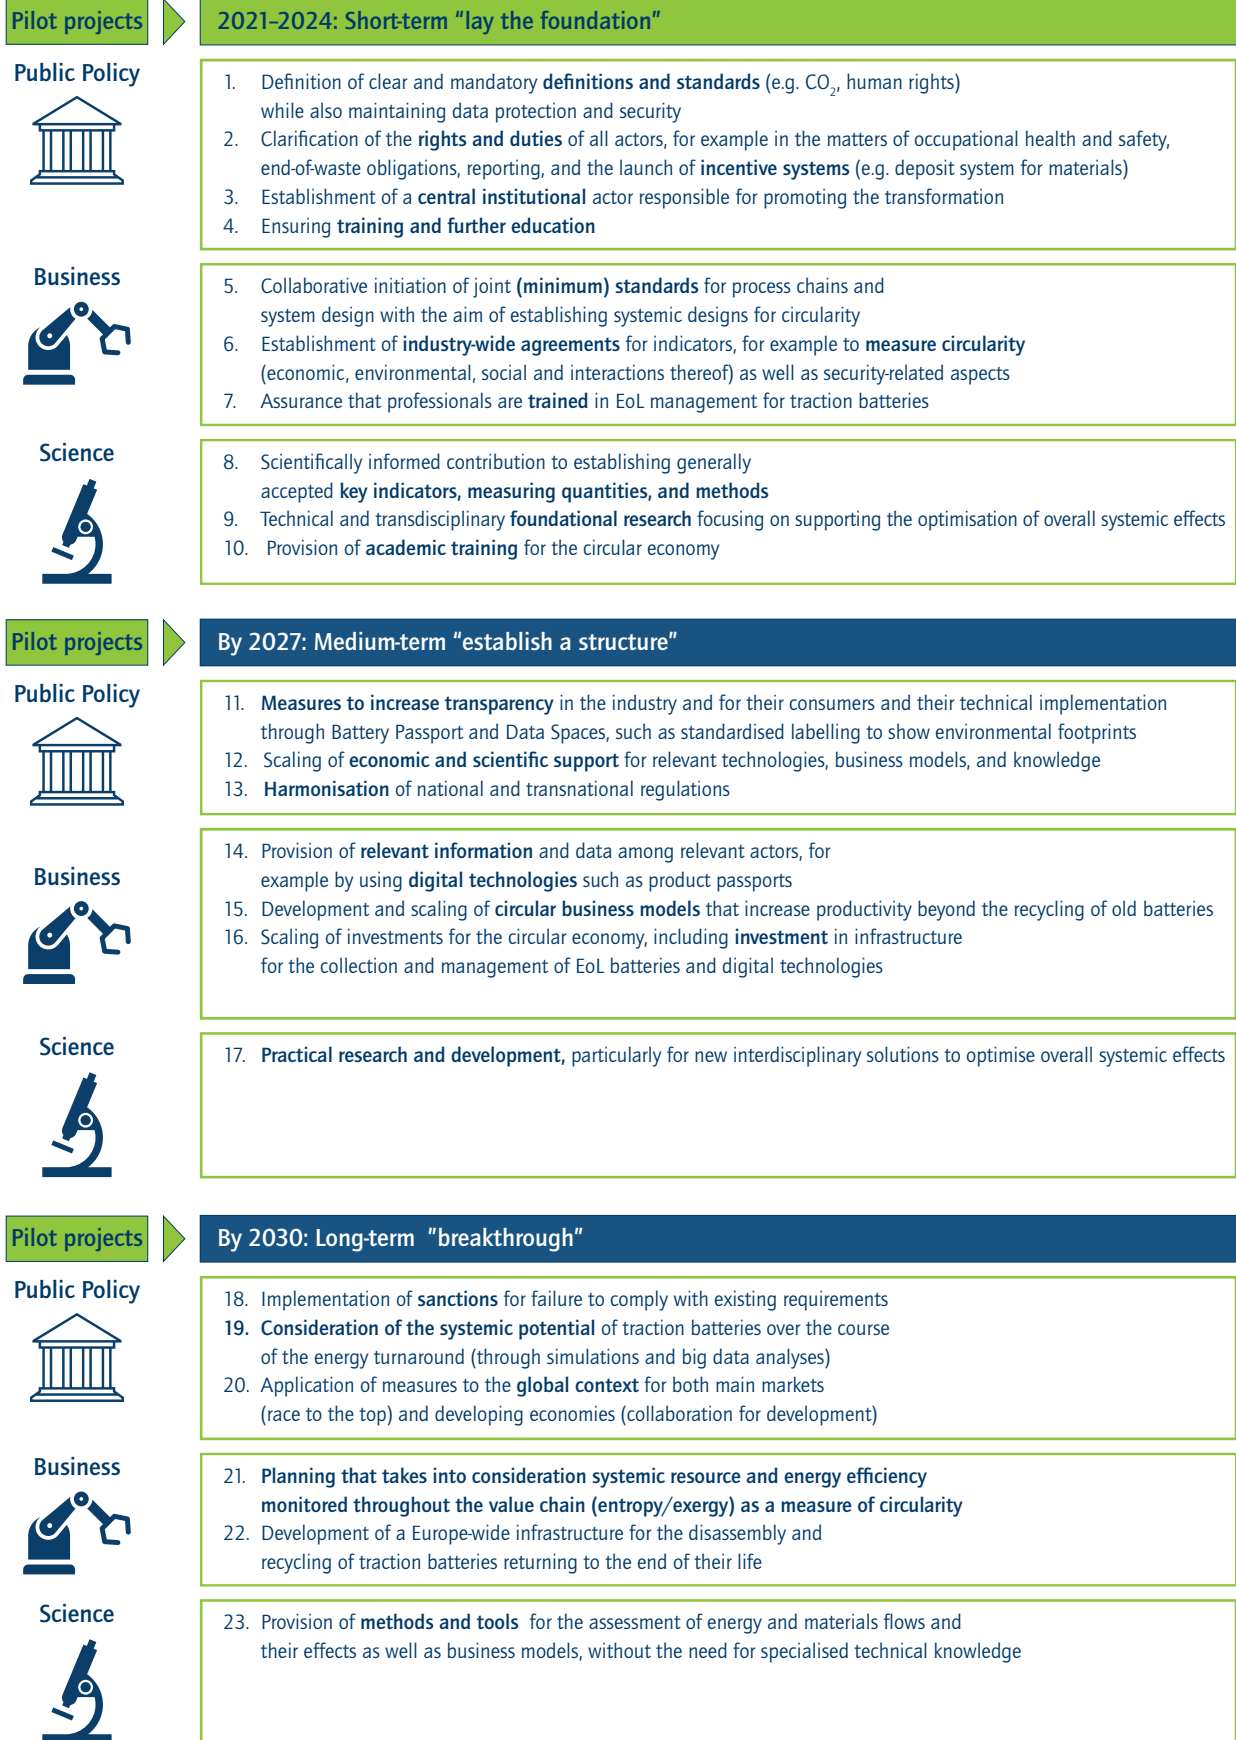 Pilot projects
2021–2024: Short-term “lay the foundation”
Public Policy
1. Definition of clear and mandatory definitions and standards (e.g. CO2, human rights)
while also maintaining data protection and security
2. Clarification of the rights and duties of all actors, for example in the matters of occupational health and safety,
end-of-waste obligations, reporting, and the launch of incentive systems (e.g. deposit system for materials)
3. Establishment of a central institutional actor responsible for promoting the transformation
4. Ensuring training and further education
Business
5. Collaborative initiation of joint (minimum) standards for process chains and
system design with the aim of establishing systemic designs for circularity
6. Establishment of industry-wide agreements for indicators, for example to measure circularity
(economic, environmental, social and interactions thereof) as well as security-related aspects
7. Assurance that professionals are trained in EoL management for traction batteries
Science
8. Scientifically informed contribution to establishing generally
accepted key indicators, measuring quantities, and methods
9. Technical and transdisciplinary foundational research focusing on supporting the optimisation of overall systemic effects
10. Provision of academic training for the circular economy
Pilot projects
By 2027: Medium-term “establish a structure”
Public Policy
11. Measures to increase transparency in the industry and for their consumers and their technical implementation
through Battery Passport and Data Spaces, such as standardised labelling to show environmental footprints
12. Scaling of economic and scientific support for relevant technologies, business models, and knowledge
13. Harmonisation of national and transnational regulations
Business
14. Provision of relevant information and data among relevant actors, for
example by using digital technologies such as product passports
15. Development and scaling of circular business models that increase productivity beyond the recycling of old batteries
16. Scaling of investments for the circular economy, including investment in infrastructure
for the collection and management of EoL batteries and digital technologies
Science
17. Practical research and development, particularly for new interdisciplinary solutions to optimise overall systemic effects
Pilot projects
By 2030: Long-term "breakthrough”
Public Policy
18. Implementation of sanctions for failure to comply with existing requirements
19. Consideration of the systemic potential of traction batteries over the course
of the energy turnaround (through simulations and big data analyses)
20. Application of measures to the global context for both main markets
(race to the top) and developing economies (collaboration for development)
Business
21. Planning that takes into consideration systemic resource and energy efficiency
monitored throughout the value chain (entropy/exergy) as a measure of circularity
22. Development of a Europe-wide infrastructure for the disassembly and
recycling of traction batteries returning to the end of their life
Science
23. Provision of methods and tools for the assessment of energy and materials flows and
their effects as well as business models, without the need for specialised technical knowledge